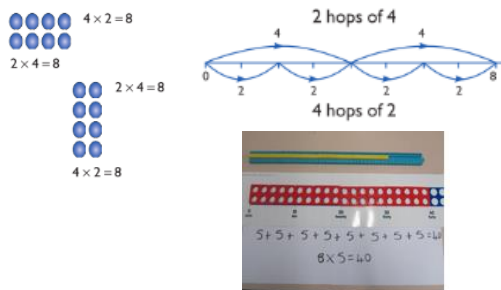 4 × 2 = 8
2 × 4 = 8
2 × 4 = 8
4 × 2 = 8
2 hops of 4
4 4
0 8
2 2 2 2
4 hops of 2
5+5+5+5+5+5+5+5=40
8x5=40